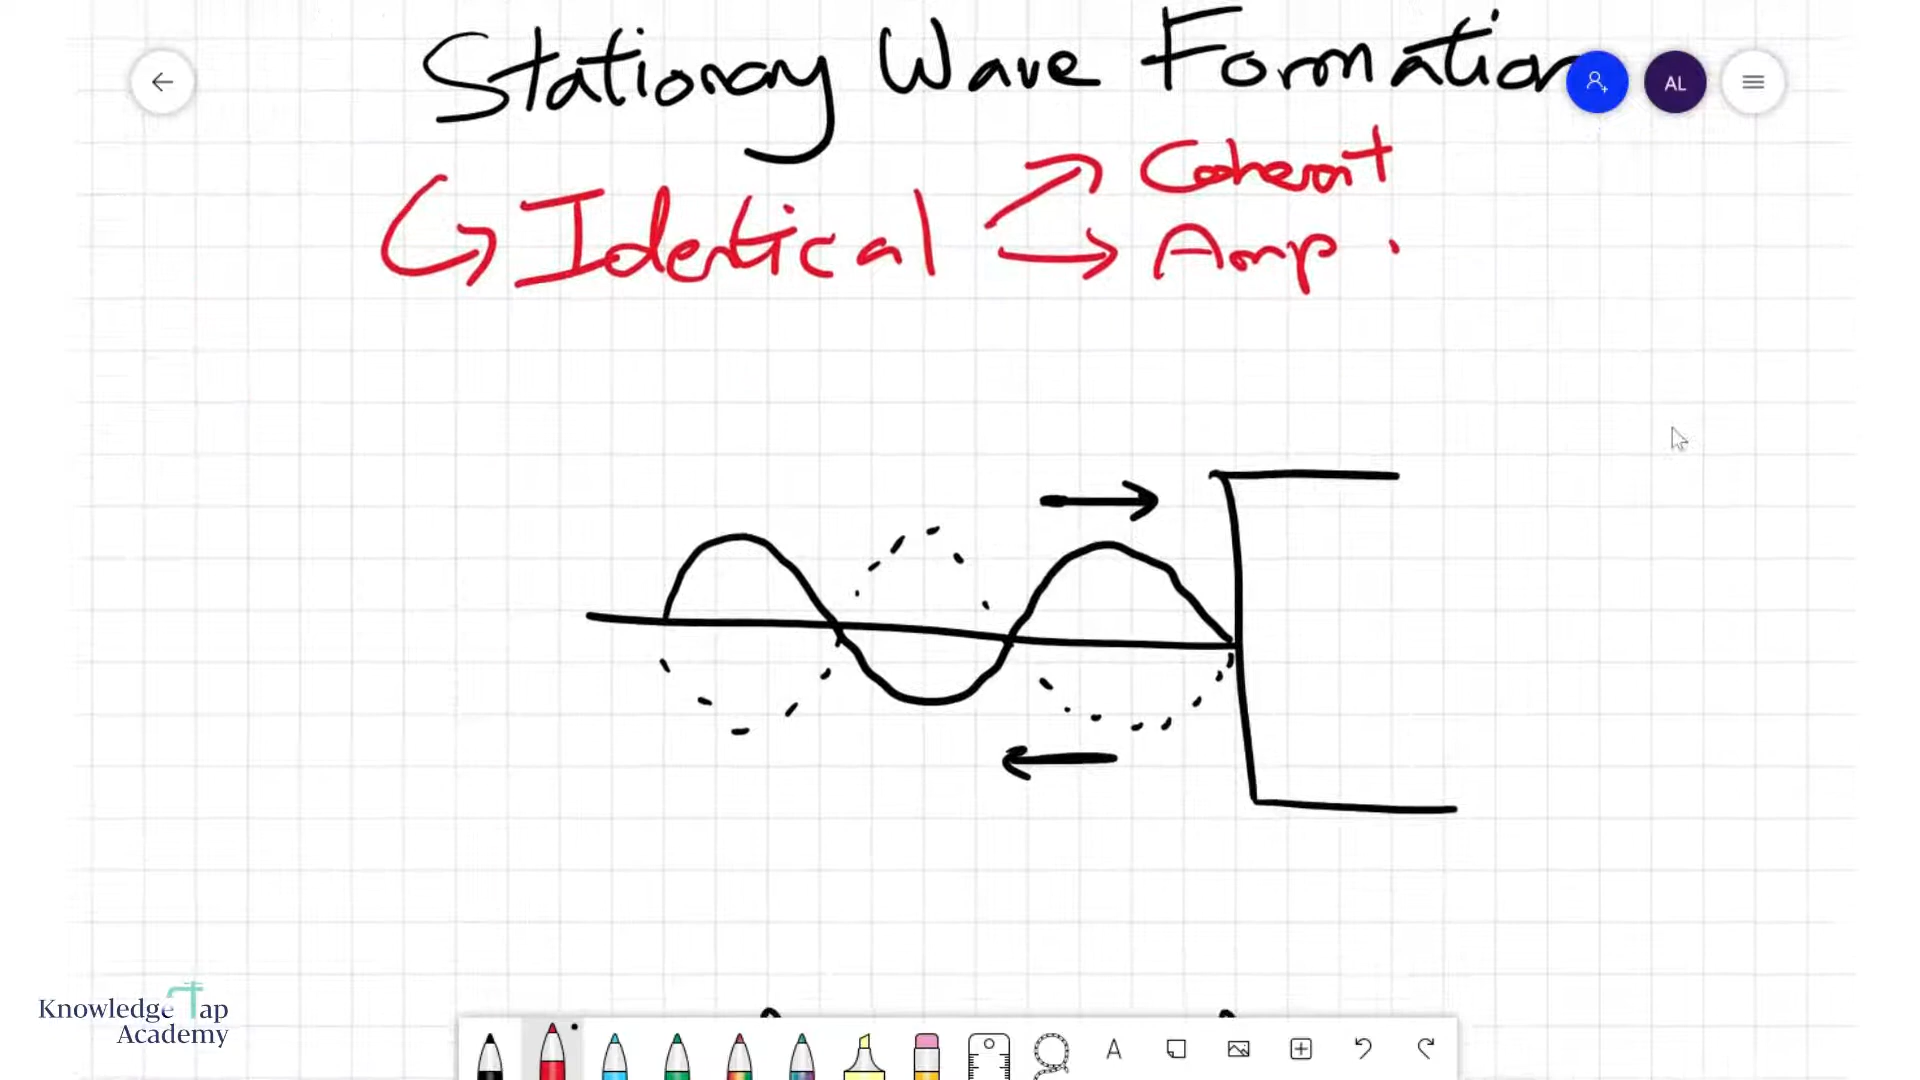 Stationary Wave Formation
AL
Identical
Coherent
Amp.
Knowledge Tap
Academy
A